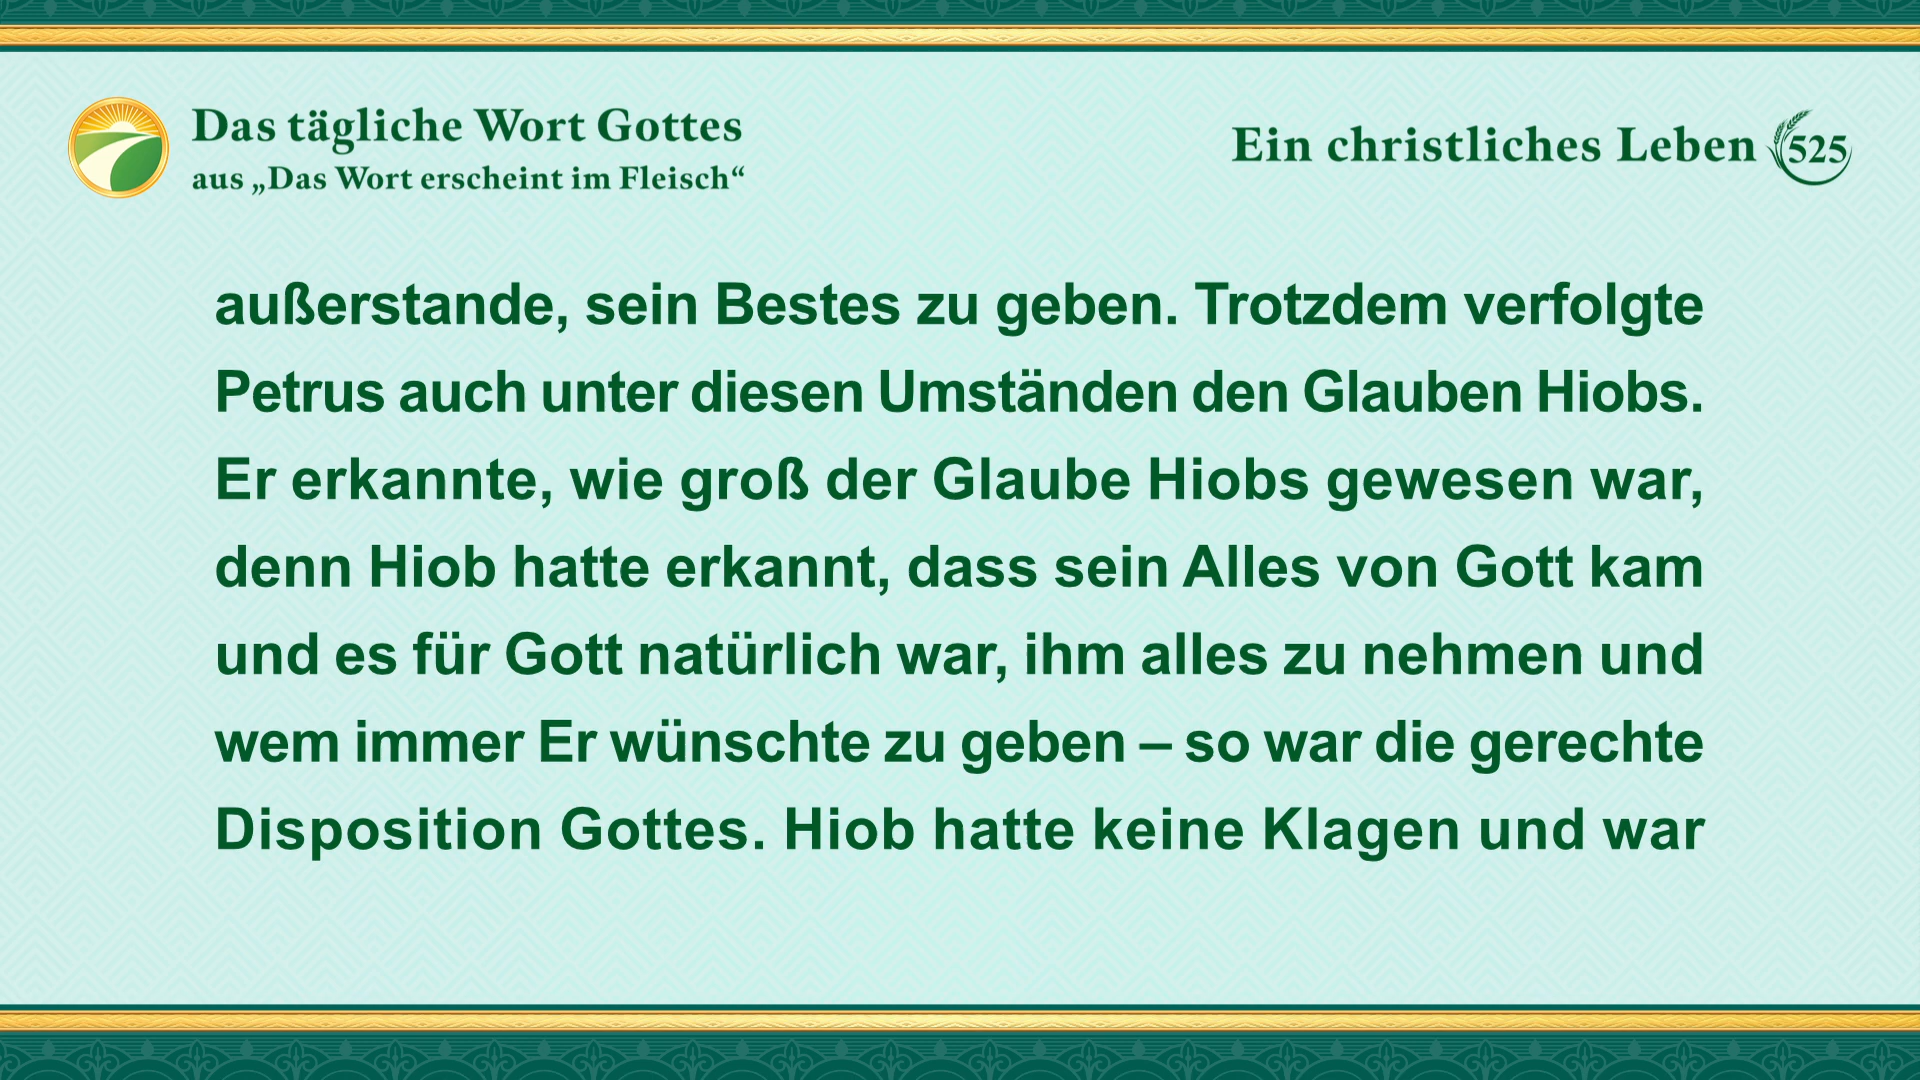 Das tägliche Wort Gottes
aus „Das Wort erscheint im Fleisch“
Ein christliches Leben 525
außerstande, sein Bestes zu geben. Trotzdem verfolgte
Petrus auch unter diesen Umständen den Glauben Hiobs.
Er erkannte, wie groß der Glaube Hiobs gewesen war,
denn Hiob hatte erkannt, dass sein Alles von Gott kam
und es für Gott natürlich war, ihm alles zu nehmen und
wem immer Er wünschte zu geben – so war die gerechte
Disposition Gottes. Hiob hatte keine Klagen und war